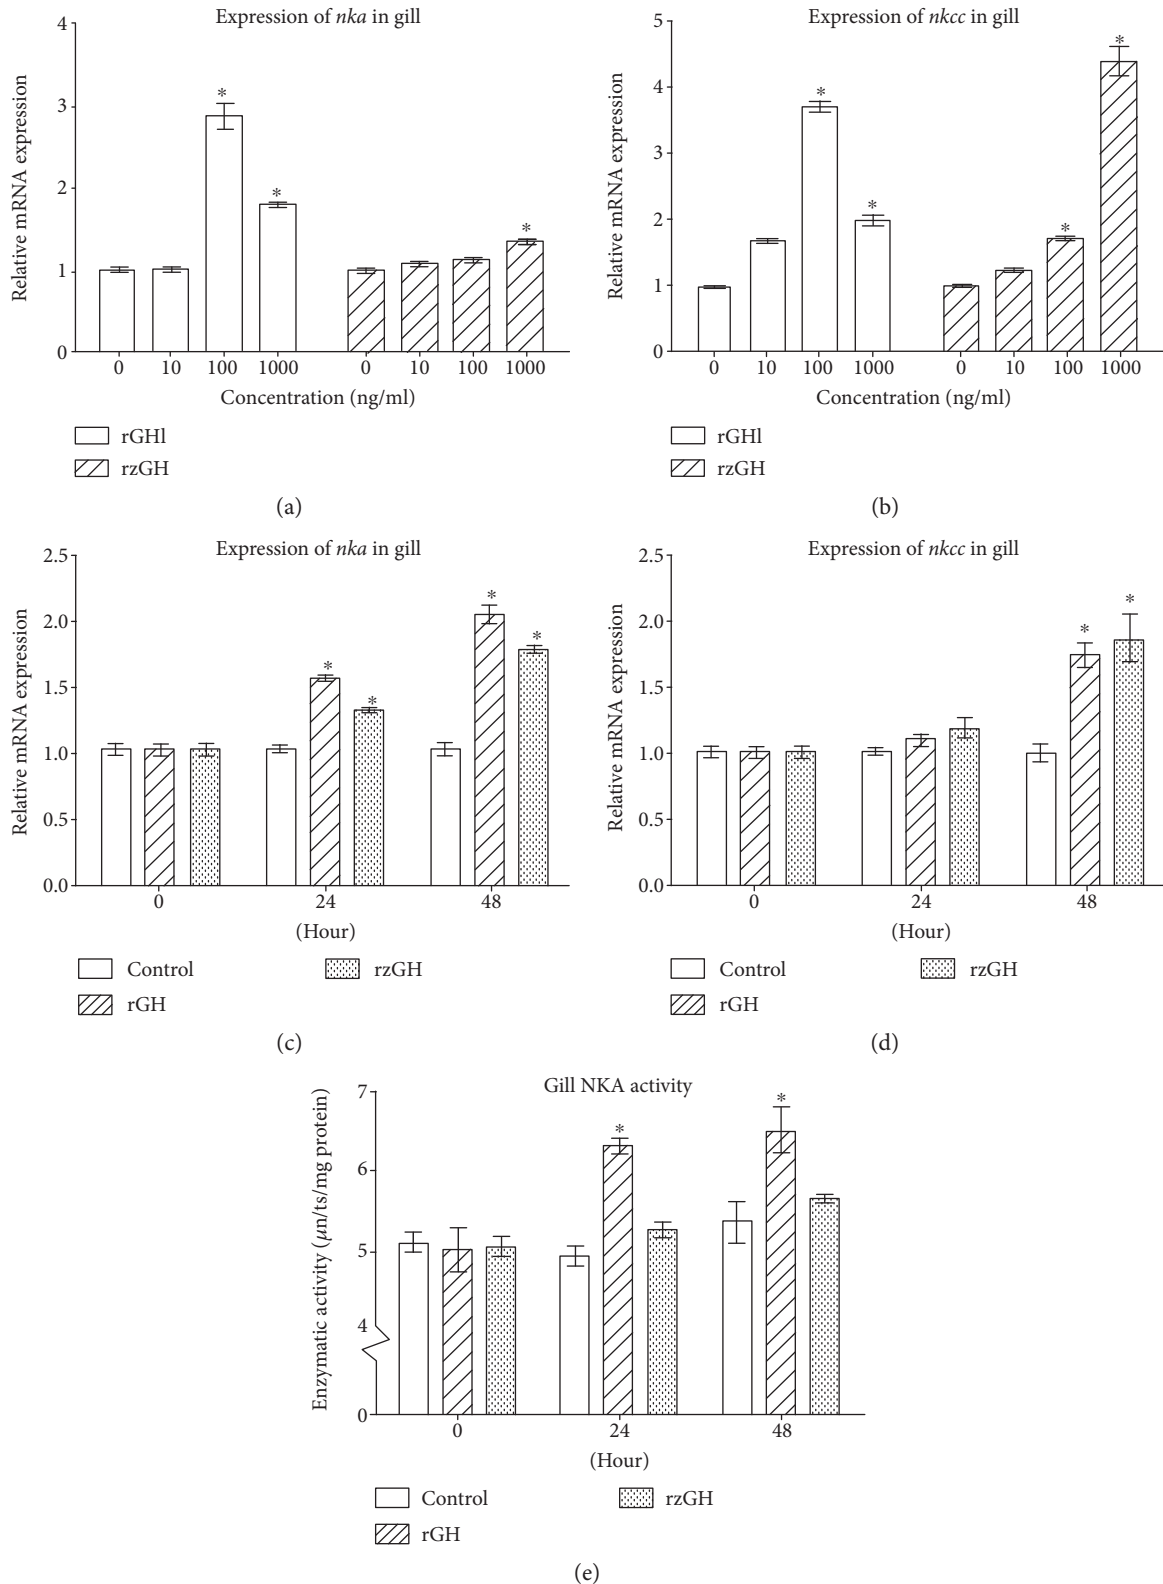 Expression of nka in gill
Relative mRNA expression
4
3
2
1
0
* * *
0 10 100 1000 0 10 100 1000
Concentration (ng/ml)
rGHl
rzGH
(a)
Expression of nkcc in gill
Relative mRNA expression
5
4
3
2
1
0
* * * *
0 10 100 1000 0 10 100 1000
Concentration (ng/ml)
rGHl
rzGH
(b)
Expression of nka in gill
Relative mRNA expression
2.5
2.0
1.5
1.0
0.5
0.0
* * * *
0 24 48
(Hour)
Control rzGH
rGH
(c)
Expression of nkcc in gill
Relative mRNA expression
2.5
2.0
1.5
1.0
0.5
0.0
* *
0 24 48
(Hour)
Control rzGH
rGH
(d)
Gill NKA activity
Enzymatic activity (μn/ts/mg protein)
7
6
5
4
0
* *
0 24 48
(Hour)
Control rzGH
rGH
(e)